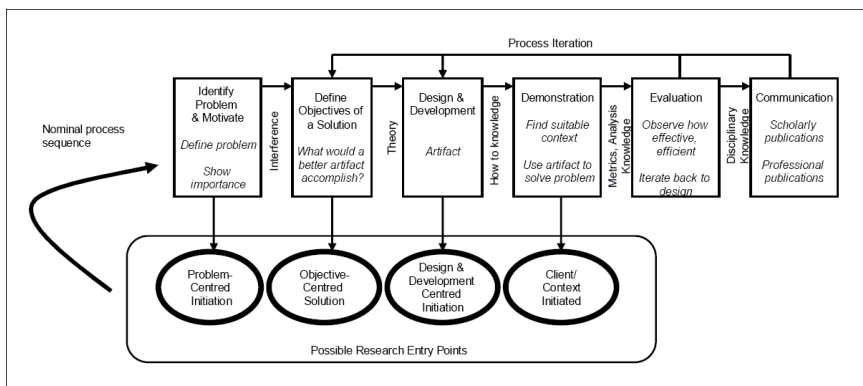 Process Iteration
Nominal process
sequence
Identify
Problem
& Motivate
Define problem
Show
importance
Interference
Define
Objectives of
a Solution
What would a
better artifact
accomplish?
Theory
Design &
Development
Artifact
How to knowledge
Demonstration
Find suitable
context
Use artifact to
solve problem
Metrics, Analysis
Knowledge
Evaluation
Observe how
effective,
efficient
Iterate back to
design
Disciplinary
Knowledge
Communication
Scholarly
publications
Professional
publications
Problem-
Centred
Initiation
Objective-
Centred
Solution
Design &
Development
Centred
Initiation
Client/
Context
Initiated
Possible Research Entry Points